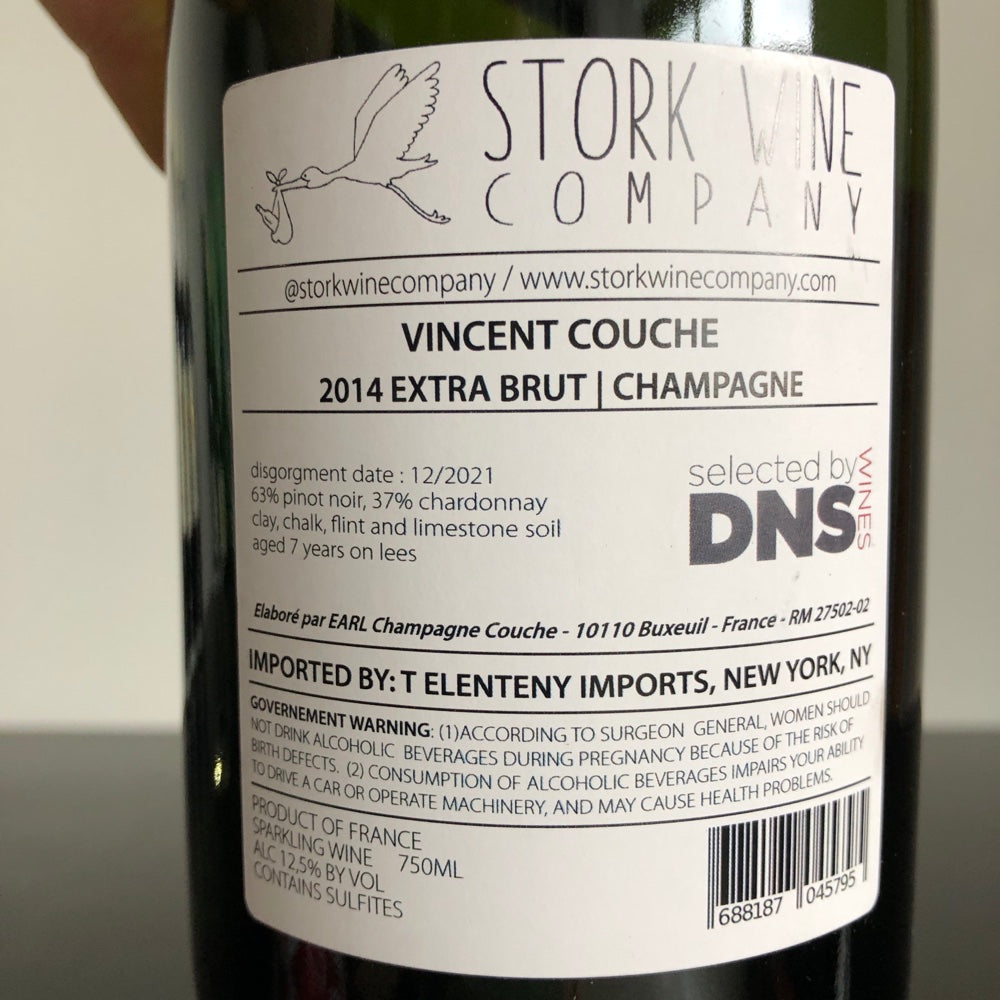 STORK WINE
COMPANY
@storkwinecompany / www.storkwinecompany.com
VINCENT COUCHE
2014 EXTRA BRUT | CHAMPAGNE
disgorgment date : 12/2021
63% pinot noir, 37% chardonnay
clay, chalk, flint and limestone soil
aged 7 years on lees
selected by
DNS
WINES
Elaboré par EARL Champagne Couche - 10110 Buxeuil - France - RM 27502-02
IMPORTED BY: T ELENTENY IMPORTS, NEW YORK, NY
GOVERNEMENT WARNING: (1)ACCORDING TO SURGEON GENERAL, WOMEN SHOULD
NOT DRINK ALCOHOLIC BEVERAGES DURING PREGNANCY BECAUSE OF THE RISK OF
BIRTH DEFECTS. (2) CONSUMPTION OF ALCOHOLIC BEVERAGES IMPAIRS YOUR ABILITY
TO DRIVE A CAR OR OPERATE MACHINERY, AND MAY CAUSE HEALTH PROBLEMS.
PRODUCT OF FRANCE
SPARKLING WINE 750ML
ALC 12,5% BY VOL
CONTAINS SULFITES
688187 045795